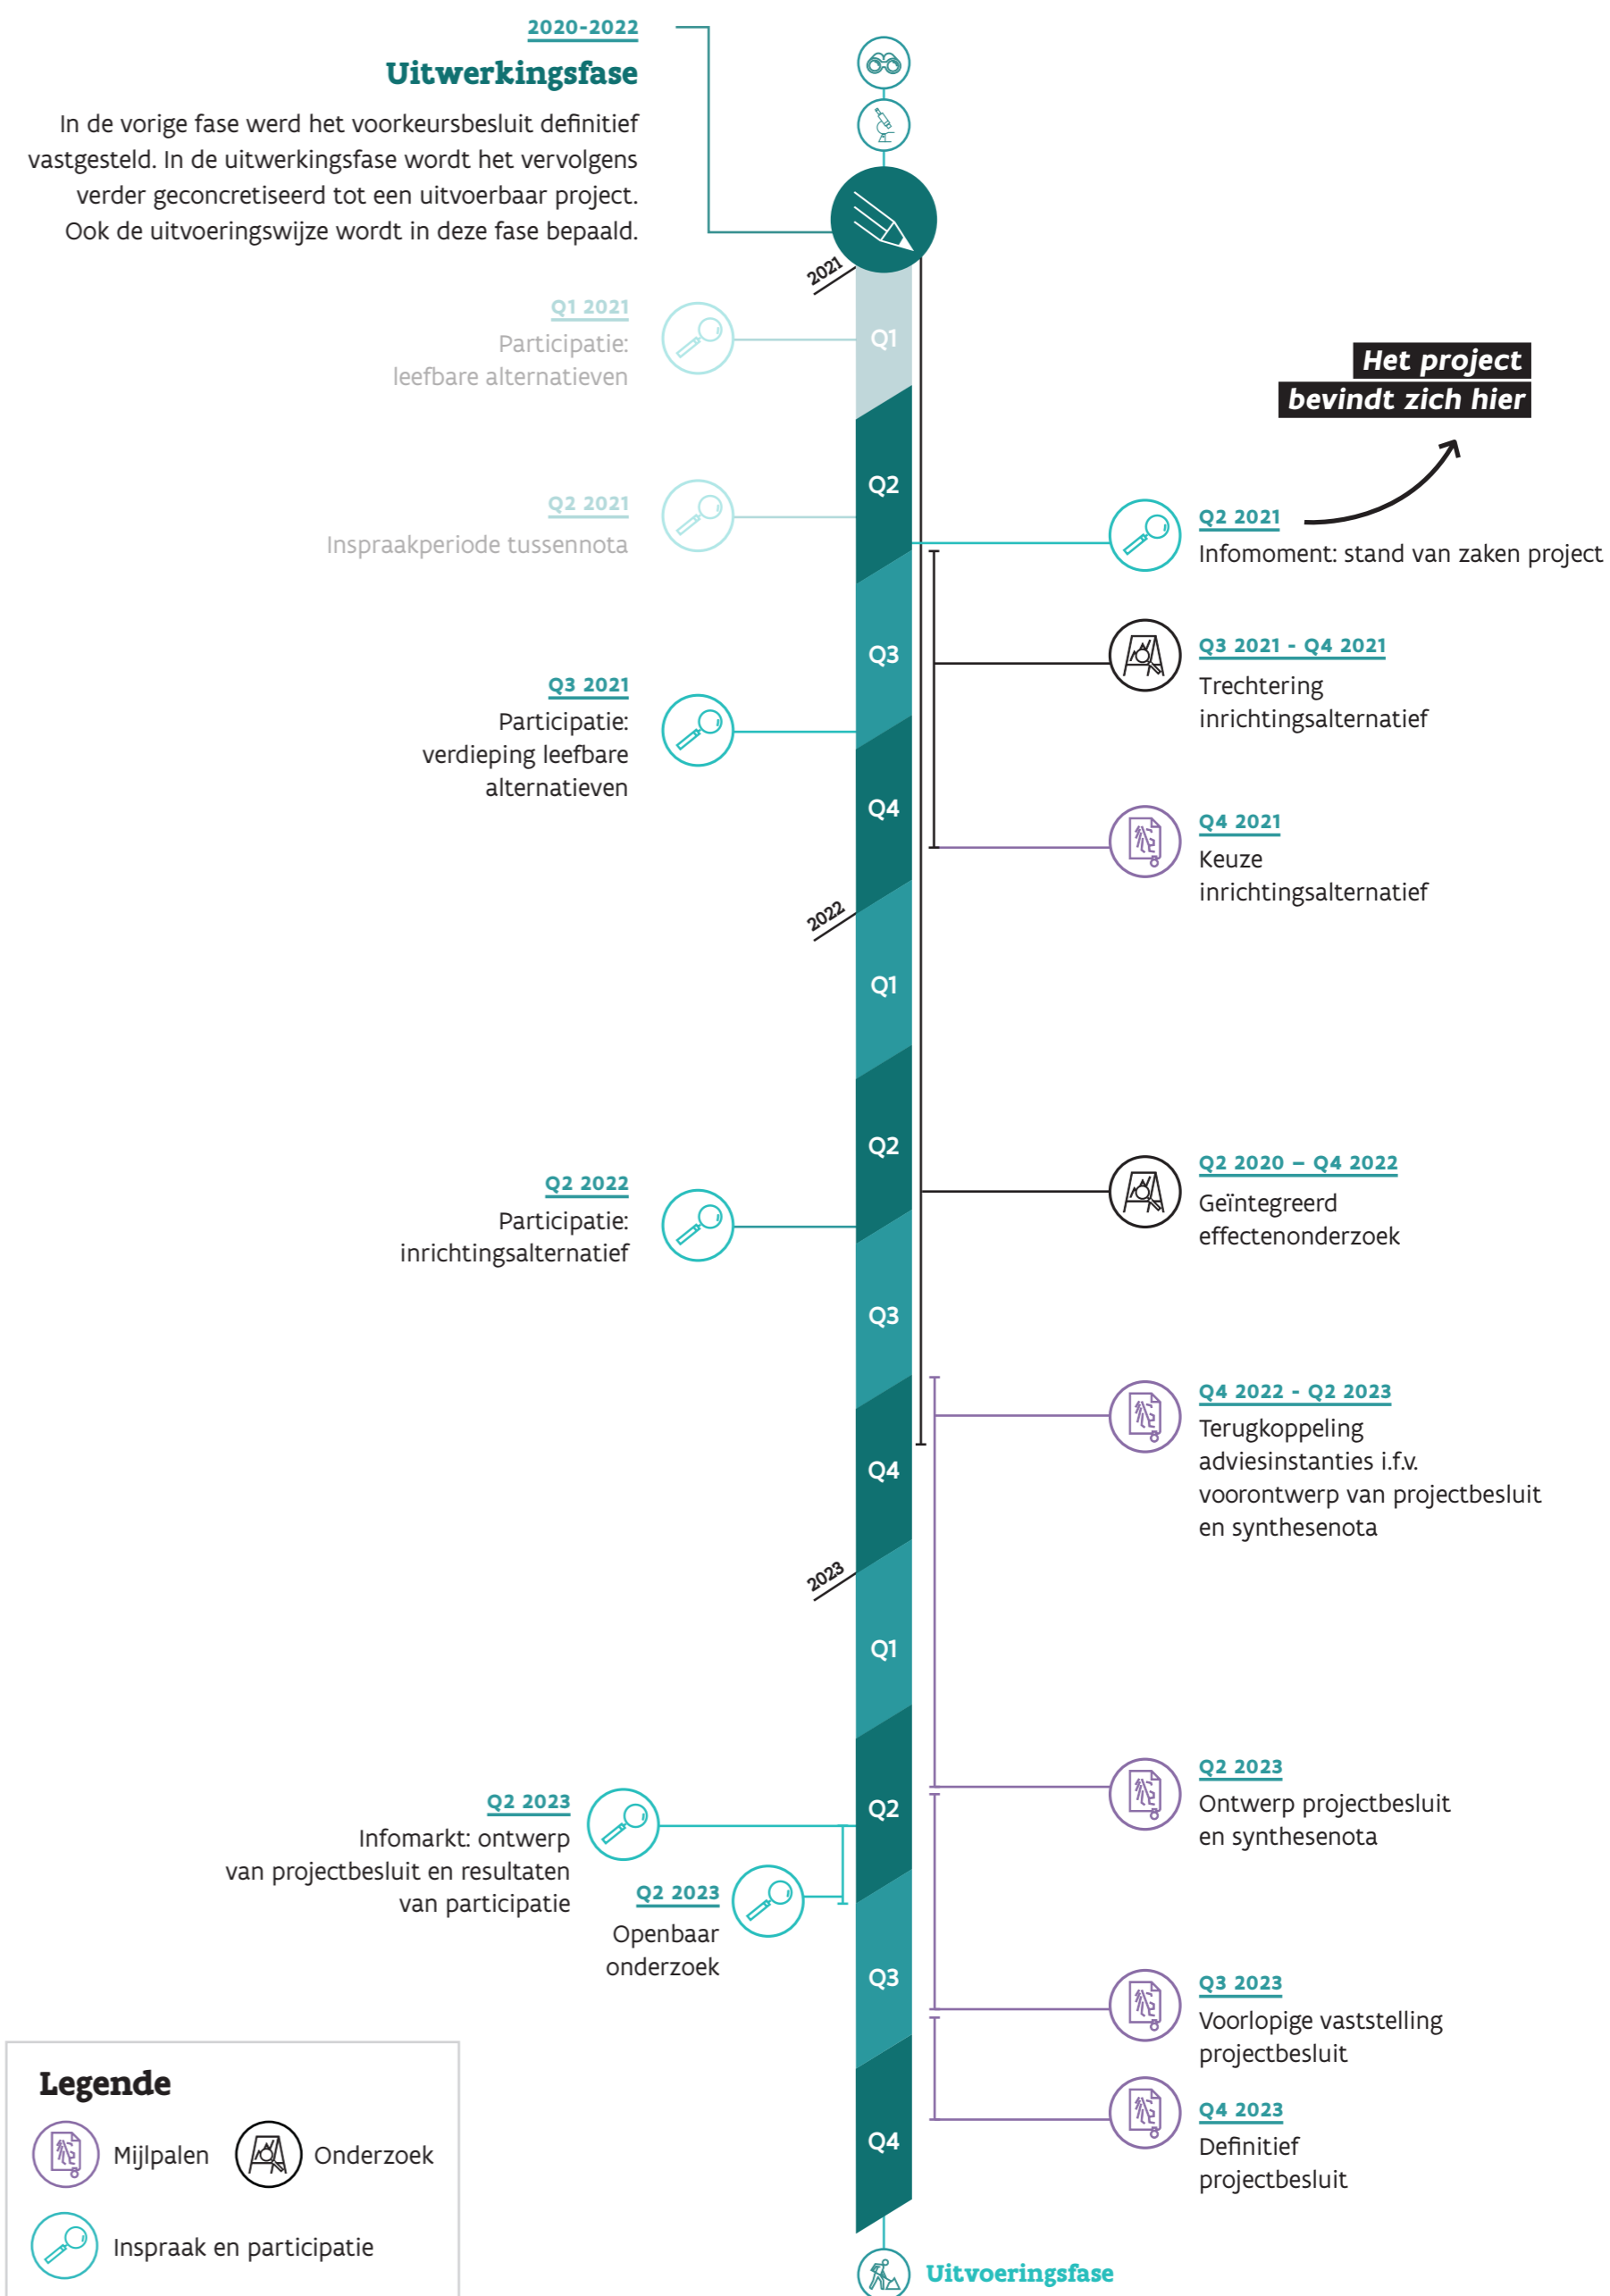 2020-2022
Uitwerkingsfase
In de vorige fase werd het voorkeursbesluit definitief
vastgesteld. In de uitwerkingsfase wordt het vervolgens
verder geconcretiseerd tot een uitvoerbaar project.
Ook de uitvoeringswijze wordt in deze fase bepaald.
2021
Q1 2021
Participatie:
leefbare alternatieven
Q1
Het project
bevindt zich hier
Q2
Q2 2021
Inspraakperiode tussennota
Q2 2021
Infomoment: stand van zaken project
Q3
Q3 2021 - Q4 2021
Trechtering
inrichtingsalternatief
Q3 2021
Participatie:
verdieping leefbare
alternatieven
Q4
Q4 2021
Keuze
inrichtingsalternatief
2022
Q1
Q2
Q2 2022
Participatie:
inrichtingsalternatief
Q2 2020 – Q4 2022
Geïntegreerd
effectenonderzoek
Q3
Q4 2022 - Q2 2023
Terugkoppeling
adviesinstanties i.f.v.
voorontwerp van projectbesluit
en synthesenota
Q4
2023
Q1
Q2 2023
Ontwerp projectbesluit
en synthesenota
Q2
Q2 2023
Infomarkt: ontwerp
van projectbesluit en resultaten
van participatie
Q2 2023
Openbaar
onderzoek
Q3
Q3 2023
Voorlopige vaststelling
projectbesluit
Q4 2023
Definitief
projectbesluit
Q4
Legende
Mijlpalen
Onderzoek
Inspraak en participatie
Uitvoeringsfase